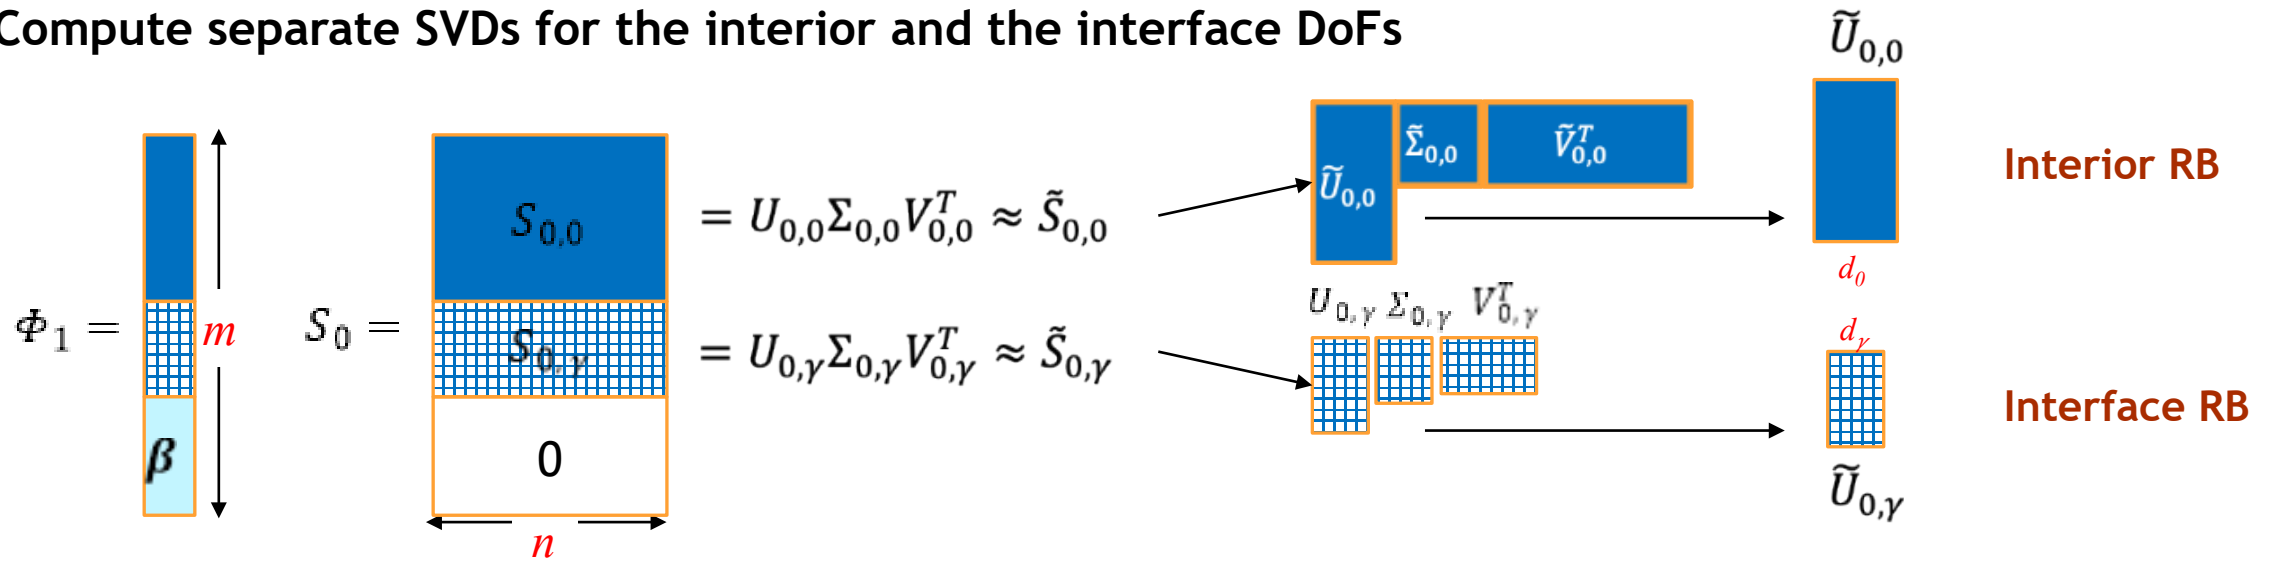 Compute separate SVDs for the interior and the interface DoFs
Ũ₀,₀
Σ̃₀,₀
Ṽ₀,₀ᵀ
Ũ₀,₀
Interior RB
S₀,₀
= U₀,₀Σ₀,₀V₀,₀ᵀ ≈ S̃₀,₀
d₀
U₀,ᵧ Σ₀,ᵧ V₀,ᵧᵀ
Φ₁ =
m
S₀ =
S₀,ᵧ
= U₀,ᵧΣ₀,ᵧV₀,ᵧᵀ ≈ S̃₀,ᵧ
dᵧ
Interface RB
β
0
Ũ₀,ᵧ
n